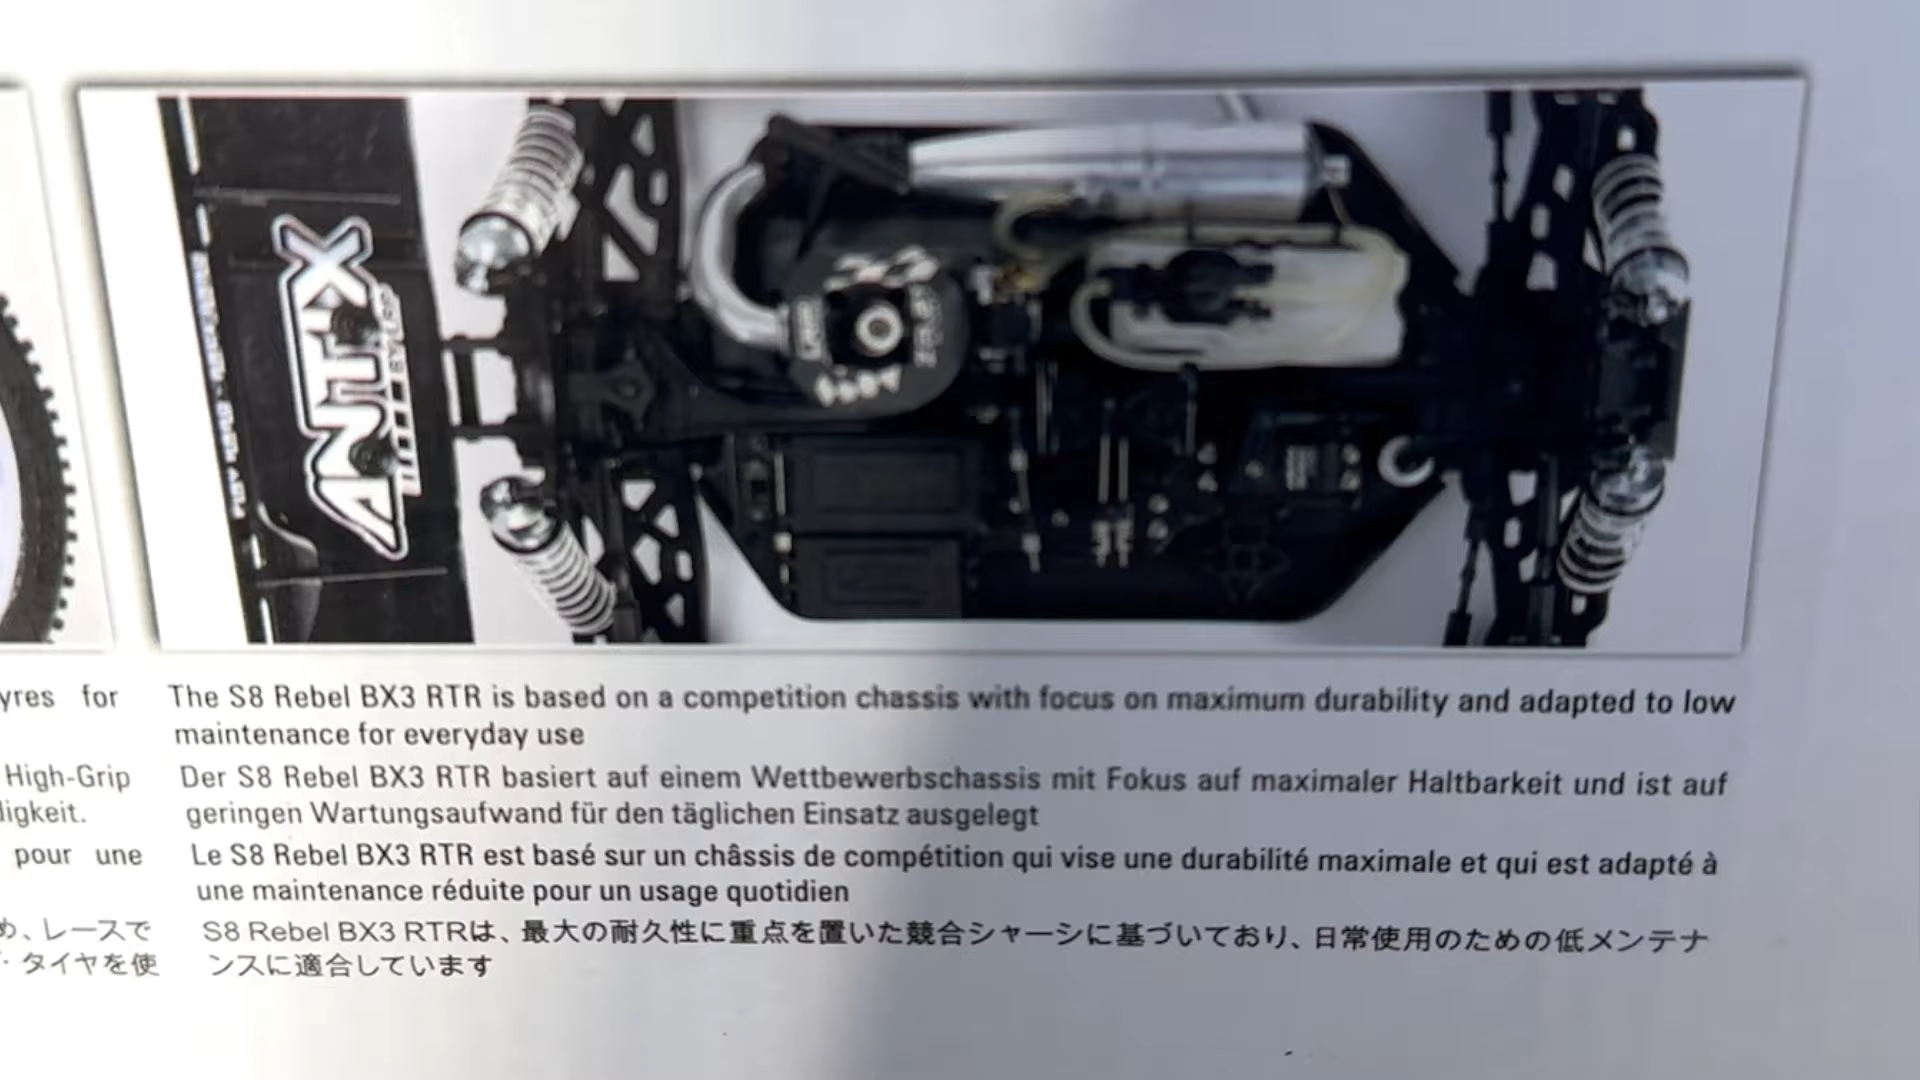 ANTIX
BY LRP
yres for
High-Grip
ligkeit.
pour une
め、レースで
・タイヤを使
The S8 Rebel BX3 RTR is based on a competition chassis with focus on maximum durability and adapted to low
maintenance for everyday use
Der S8 Rebel BX3 RTR basiert auf einem Wettbewerbschassis mit Fokus auf maximaler Haltbarkeit und ist auf
geringen Wartungsaufwand für den täglichen Einsatz ausgelegt
Le S8 Rebel BX3 RTR est basé sur un châssis de compétition qui vise une durabilité maximale et qui est adapté à
une maintenance réduite pour un usage quotidien
S8 Rebel BX3 RTRは、最大の耐久性に重点を置いた競合シャーシに基づいており、日常使用のための低メンテナ
ンスに適合しています